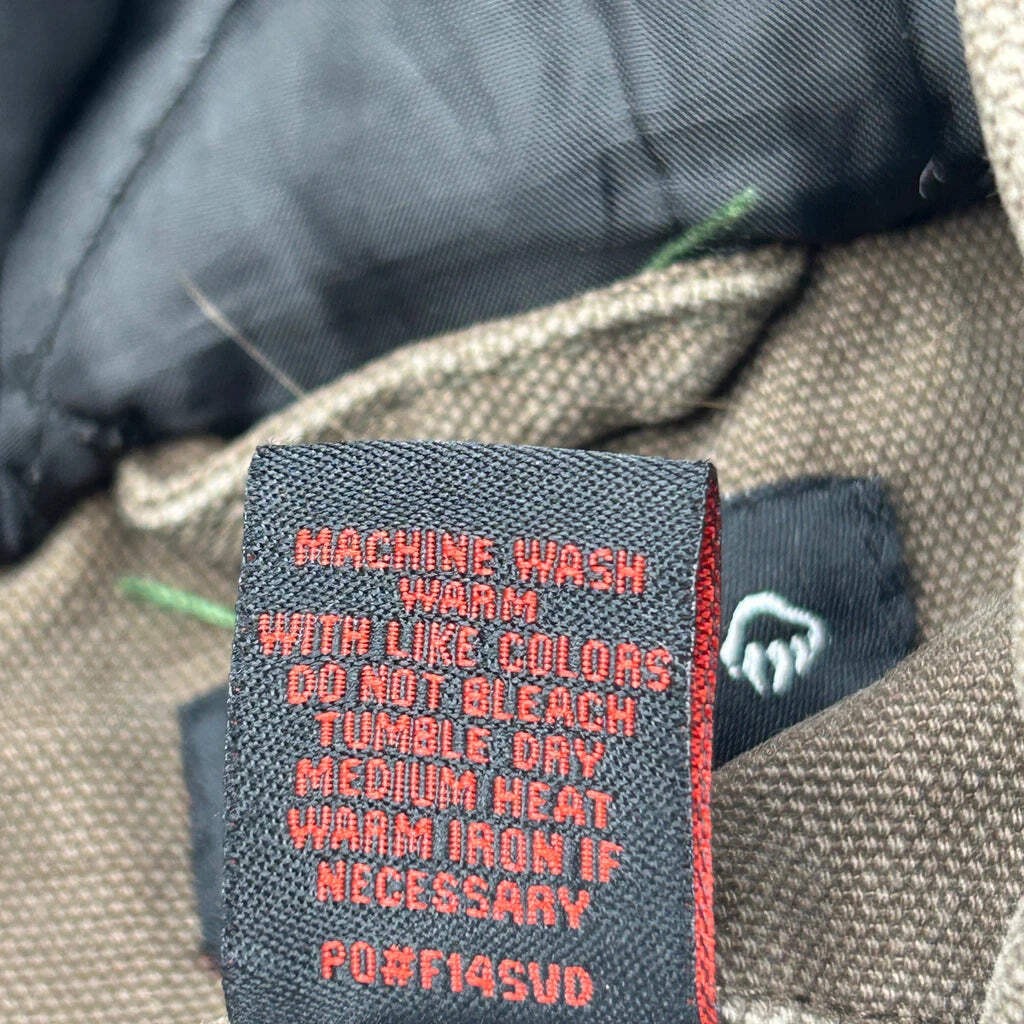 MACHINE WASH
WARM
WITH LIKE COLORS
DO NOT BLEACH
TUMBLE DRY
MEDIUM HEAT
WARM IRON IF
NECESSARY
PO#F14SVD